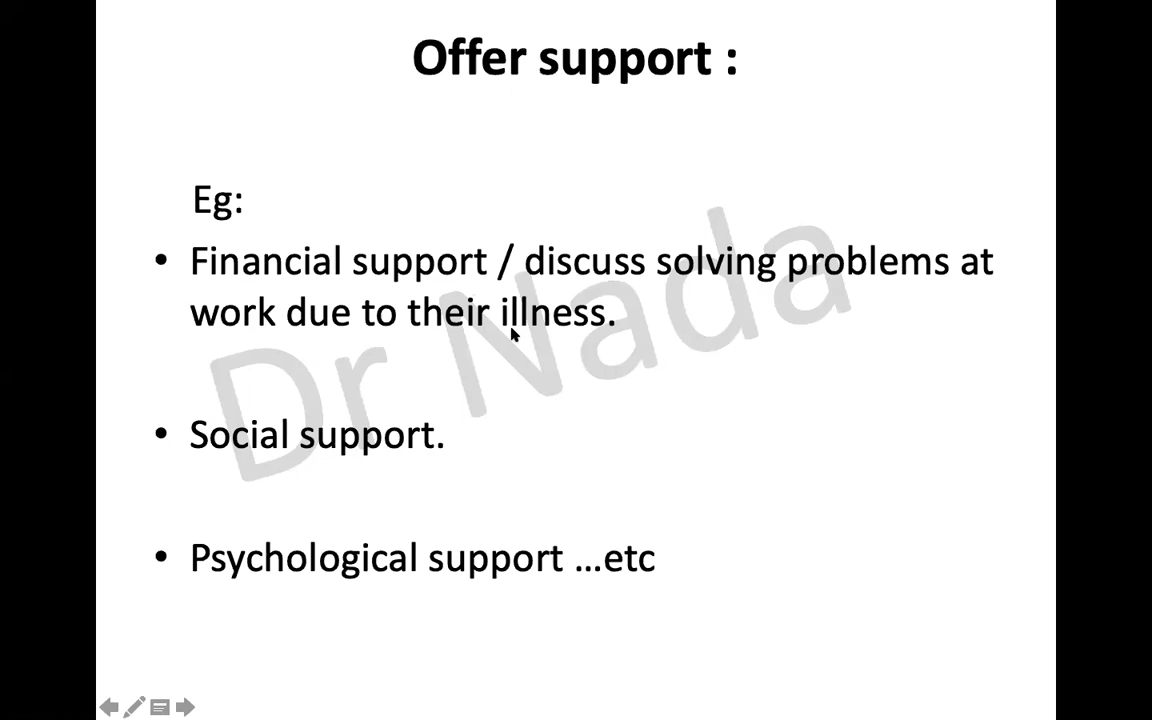 Offer support :
Eg:
• Financial support / discuss solving problems at
work due to their illness.
• Social support.
• Psychological support ...etc
Dr Nada